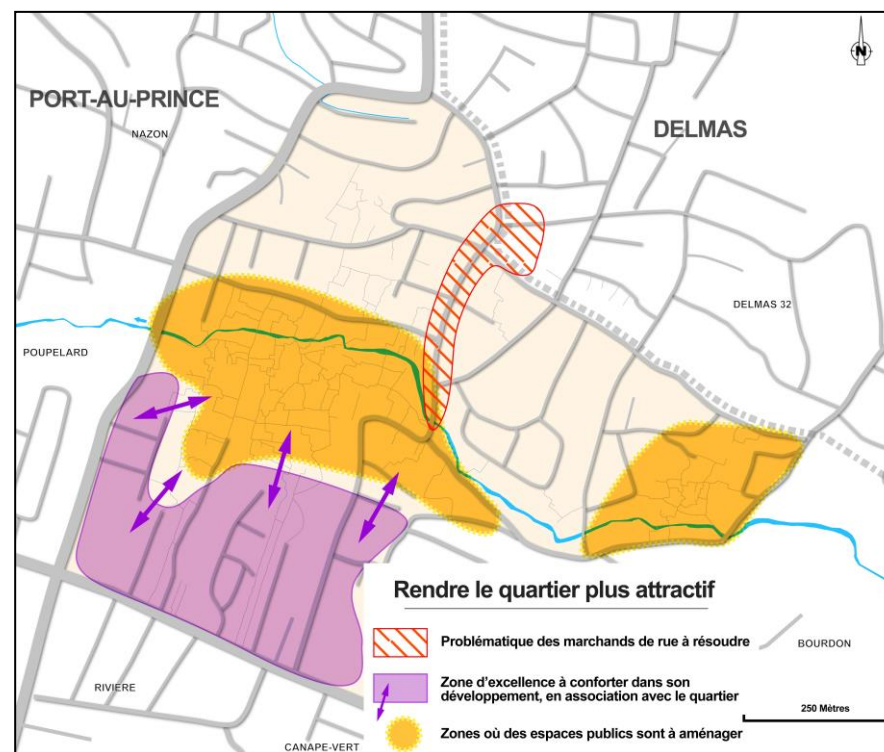 N
PORT-AU-PRINCE
DELMAS
NAZON
DELMAS 32
POUPELARD
Rendre le quartier plus attractif
Problématique des marchands de rue à résoudre
BOURDON
Zone d'excellence à conforter dans son
développement, en association avec le quartier
RIVIERE
250 Mètres
Zones où des espaces publics sont à aménager
CANAPE-VERT